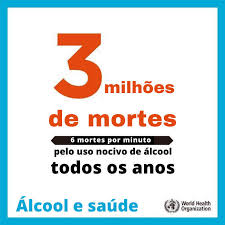 3 milhões
de mortes
6 mortes por minuto
pelo uso nocivo de álcool
todos os anos
Álcool e saúde
World Health
Organization